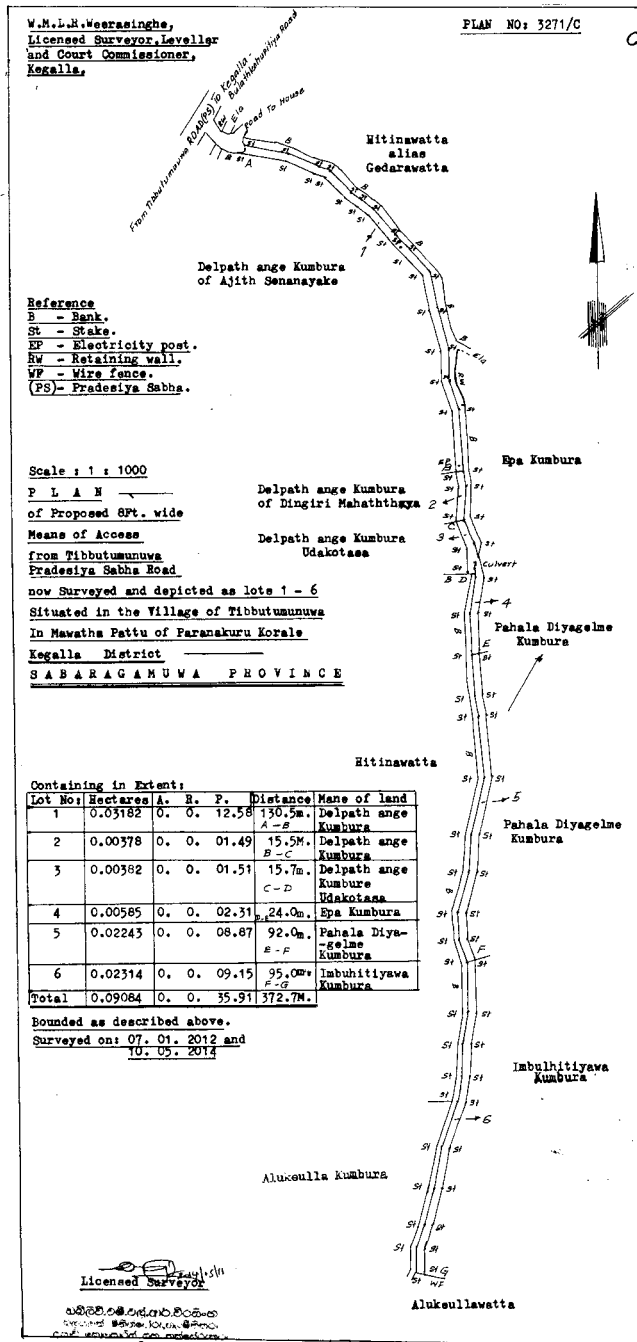 W.M.L.R.Weerasinghe,
Licensed Surveyor,Leveller
and Court Commissioner,
Kegalla,
PLAN NO: 3271/C
From Tibbutumunuwa ROAD(PS) To Kegalla-
Bulathkohupitiya Road
RW
Ela
Road To House
Hitinawatta
alias
Gedarawatta
Delpath ange Kumbura
of Ajith Senanayake
Reference
B - Bank.
St - Stake.
EP - Electricity post.
RW - Retaining wall.
WF - Wire fence.
(PS)- Pradesiya Sabha.
Ela
Epa Kumbura
Scale : 1 : 1000
P L A N
of Proposed 8Ft. wide
Means of Access
from Tibbutumunuwa
Pradesiya Sabha Road
now Surveyed and depicted as lots 1 - 6
Situated in the Village of Tibbutumunuwa
In Mawatha Pattu of Paranakuru Korale
Kegalla District
S A B A R A G A M U W A P R O V I N C E
Delpath ange Kumbura
of Dingiri Mahaththaya
2
Delpath ange Kumbura
Udakotasa
3
Culvert
4
Pahala Diyagelme
Kumbura
Hitinawatta
5
Pahala Diyagelme
Kumbura
Containing in Extent:
Lot No: Hectares A. R. P. Distance Mane of land
1 0.03182 0. 0. 12.58 130.5m. A-B Delpath ange Kumbura
2 0.00378 0. 0. 01.49 15.5M. B-C Delpath ange Kumbura
3 0.00382 0. 0. 01.51 15.7m. C-D Delpath ange Kumbure Udakotasa
4 0.00585 0. 0. 02.31 D.E 24.0m. Epa Kumbura
5 0.02243 0. 0. 08.87 92.0m. E-F Pahala Diya--gelme Kumbura
6 0.02314 0. 0. 09.15 95.0m. F-G Imbuhitiyawa Kumbura
Total 0.09084 0. 0. 35.91 372.7M.
Bounded as described above.
Surveyed on: 07. 01. 2012 and
10. 05. 2014
Imbulhitiyawa
Kumbura
6
Alukeulla Kumbura
St G
WF
Alukeullawatta
Licensed Surveyor